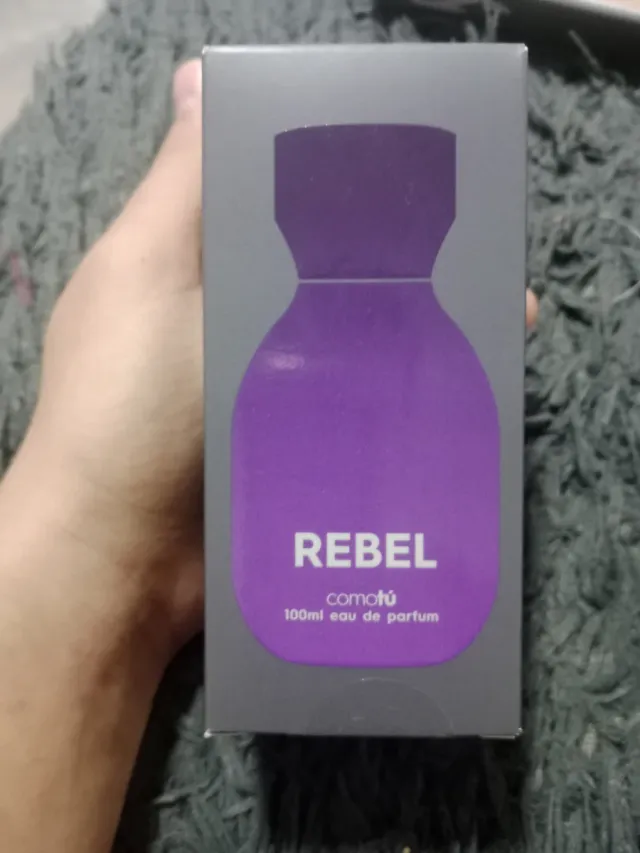 REBEL
comotú
100ml eau de parfum